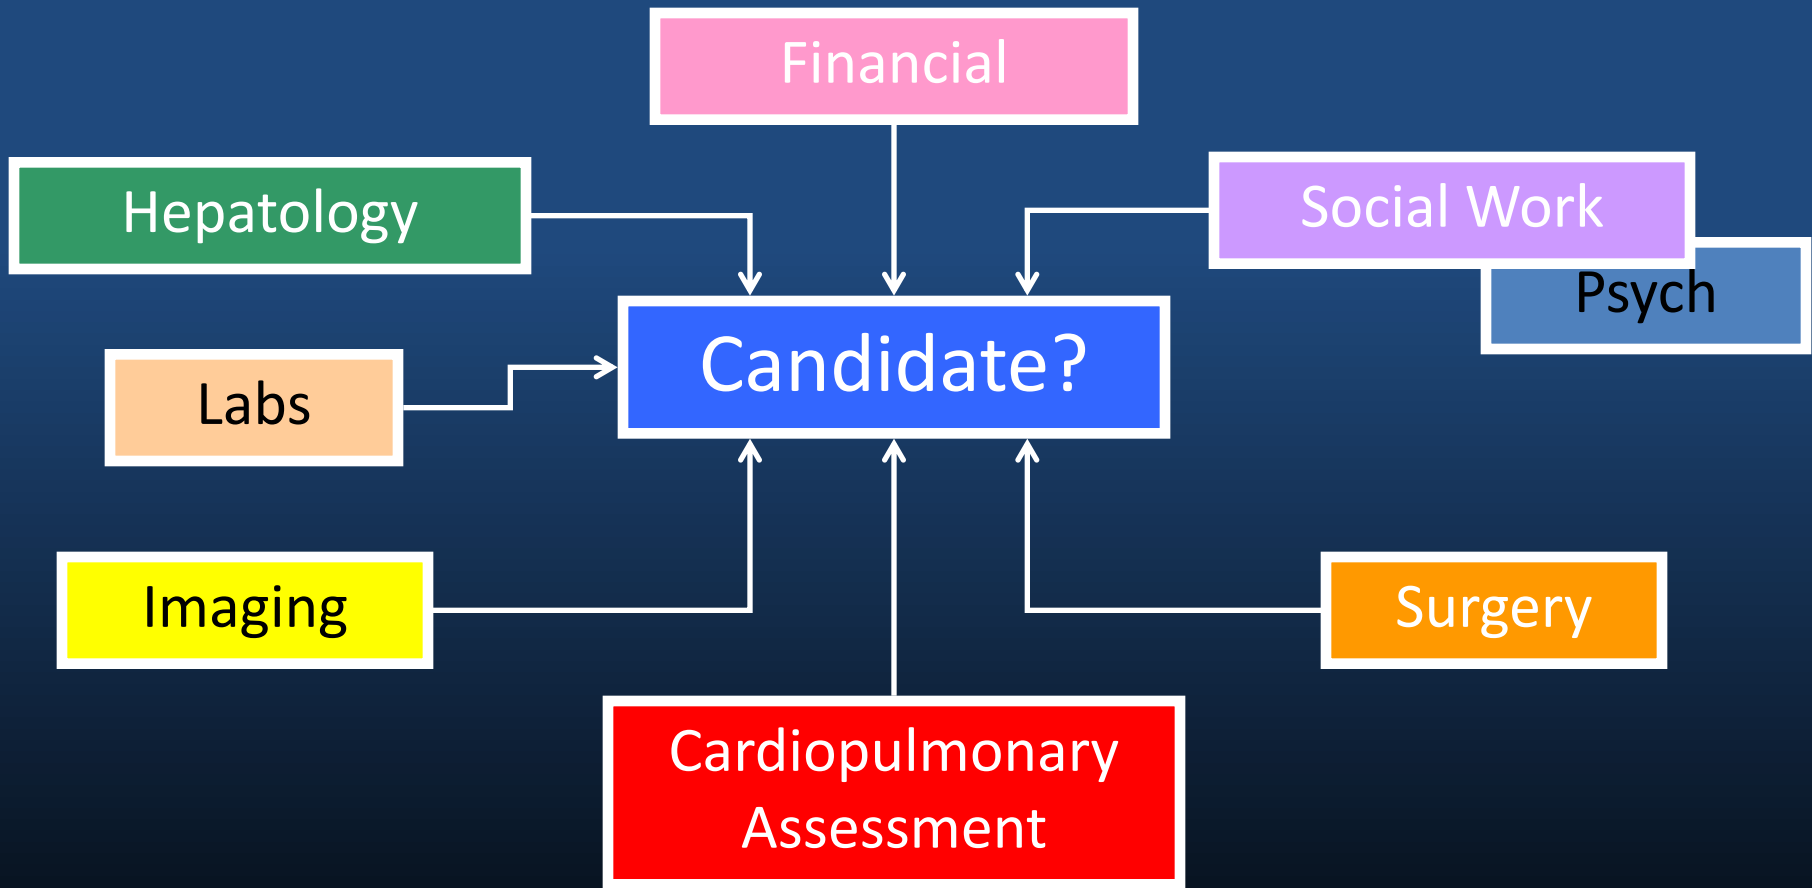 Financial
Hepatology
Social Work
Psych
Candidate?
Labs
Imaging
Surgery
Cardiopulmonary
Assessment